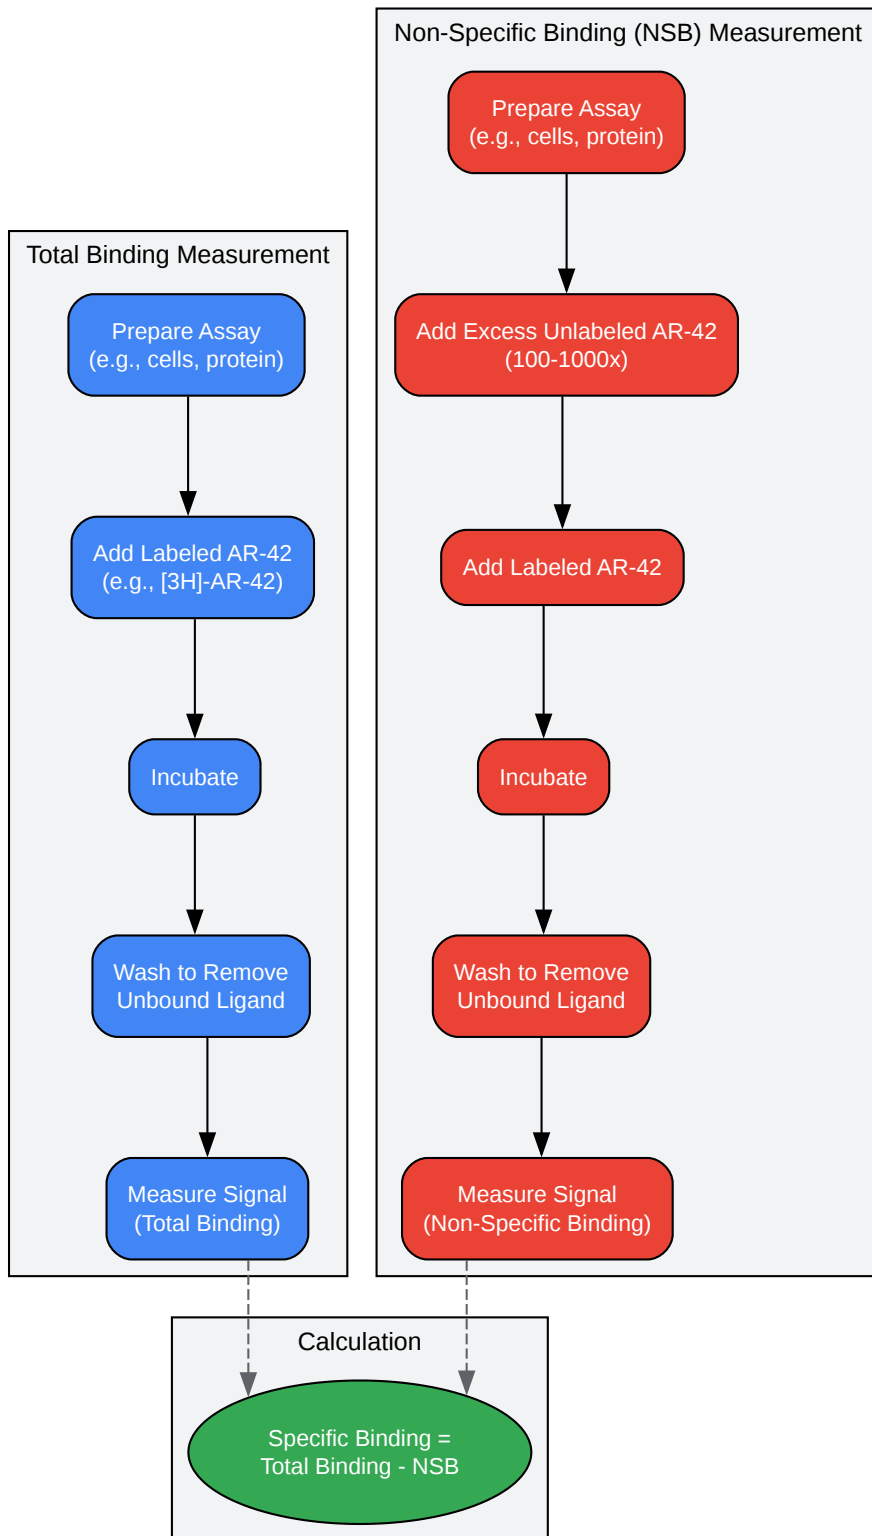 Non-Specific Binding (NSB) Measurement
Prepare Assay
(e.g., cells, protein)
Add Excess Unlabeled AR-42
(100-1000x)
Add Labeled AR-42
Incubate
Wash to Remove
Unbound Ligand
Measure Signal
(Non-Specific Binding)
Total Binding Measurement
Prepare Assay
(e.g., cells, protein)
Add Labeled AR-42
(e.g., [3H]-AR-42)
Incubate
Wash to Remove
Unbound Ligand
Measure Signal
(Total Binding)
Calculation
Specific Binding =
Total Binding - NSB